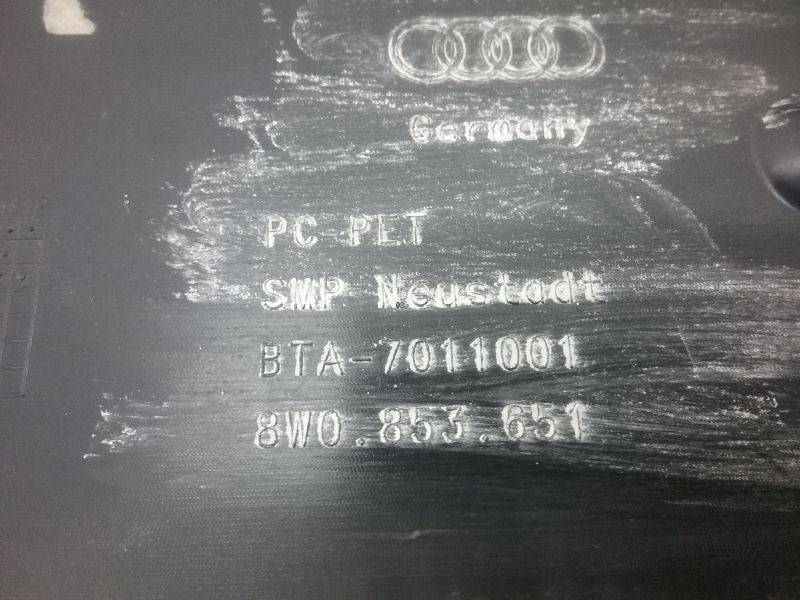 Germany
PC-PET
SMP Neustadt
BTA-7011001
8W0.853.651